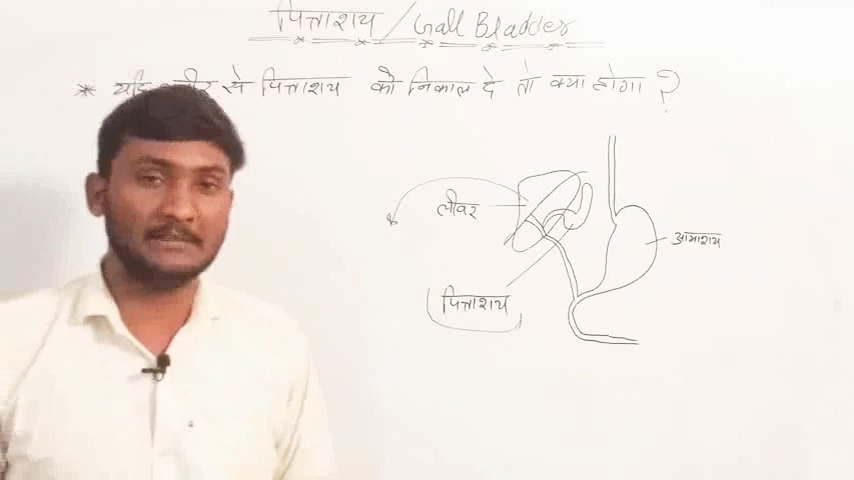 पित्ताशय / Gall Bladder
* से पित्ताशय को निकाल दे तो क्या होगा ?
लीवर
आमाशय
पित्ताशय